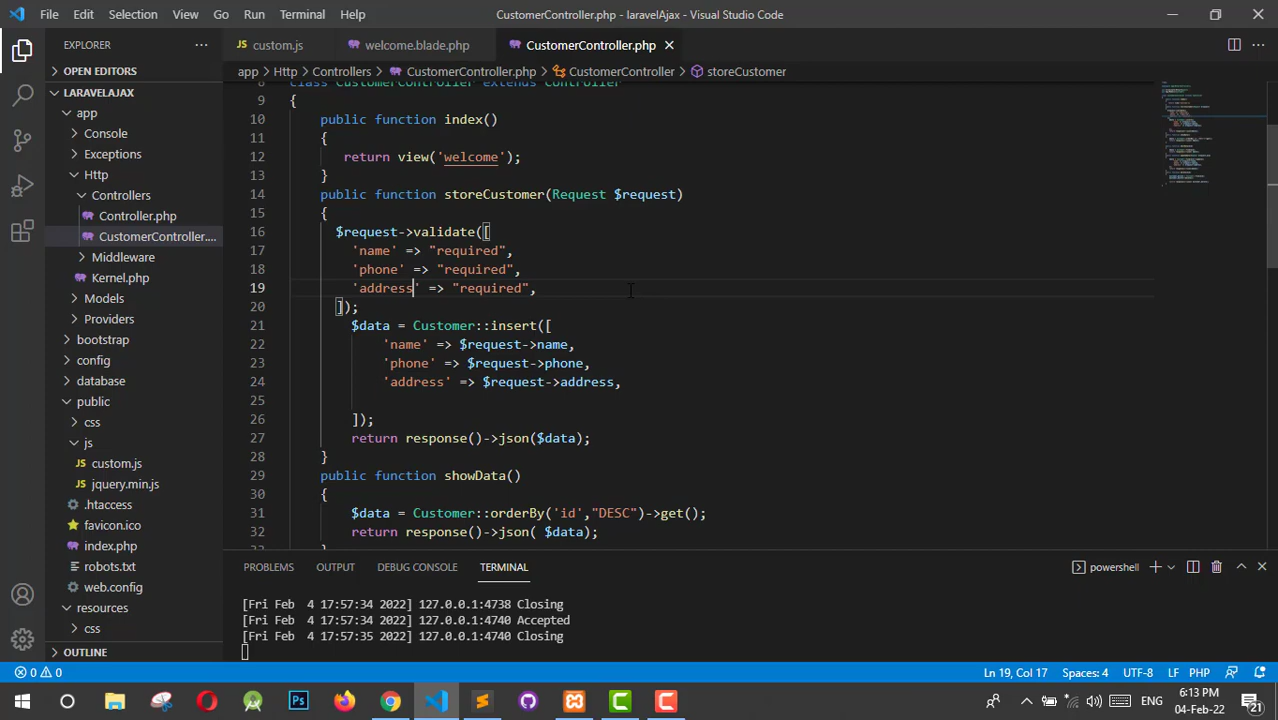 File Edit Selection View Go Run Terminal Help CustomerController.php - laravelAjax - Visual Studio Code
EXPLORER
custom.js welcome.blade.php CustomerController.php
OPEN EDITORS
app > Http > Controllers > CustomerController.php > CustomerController > storeCustomer
LARAVELAJAX
app
Console
Exceptions
Http
Controllers
Controller.php
CustomerController....
Middleware
Kernel.php
Models
Providers
bootstrap
config
database
public
css
js
custom.js
jquery.min.js
.htaccess
favicon.ico
index.php
robots.txt
web.config
resources
css
OUTLINE
8 class CustomerController extends Controller
9 {
10 public function index()
11 {
12 return view('welcome');
13 }
14 public function storeCustomer(Request $request)
15 {
16 $request->validate([
17 'name' => "required",
18 'phone' => "required",
19 'address' => "required",
20 ]);
21 $data = Customer::insert([
22 'name' => $request->name,
23 'phone' => $request->phone,
24 'address' => $request->address,
25
26 ]);
27 return response()->json($data);
28 }
29 public function showData()
30 {
31 $data = Customer::orderBy('id',"DESC")->get();
32 return response()->json( $data);
PROBLEMS OUTPUT DEBUG CONSOLE TERMINAL powershell
[Fri Feb  4 17:57:34 2022] 127.0.0.1:4738 Closing
[Fri Feb  4 17:57:34 2022] 127.0.0.1:4740 Accepted
[Fri Feb  4 17:57:35 2022] 127.0.0.1:4740 Closing
0 0 Ln 19, Col 17 Spaces: 4 UTF-8 LF PHP
Ps ENG 6:13 PM
04-Feb-22 21